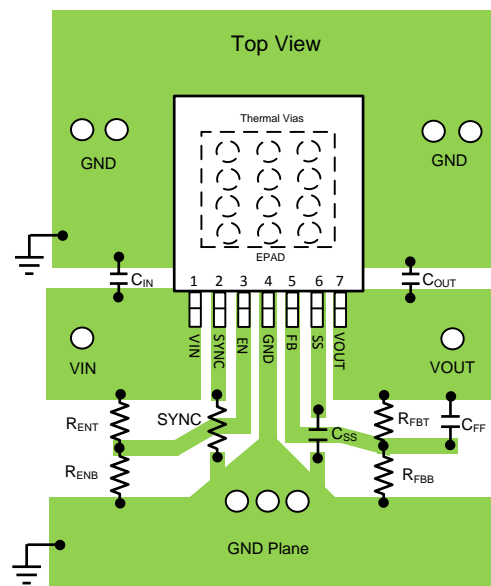 Top View
Thermal Vias
GND
GND
EPAD
CIN
1 2 3 4 5 6 7
COUT
VIN SYNC EN GND FB SS VOUT
VIN
VOUT
RENT
SYNC
CSS
RFBT
CFF
RENB
RFBB
GND Plane